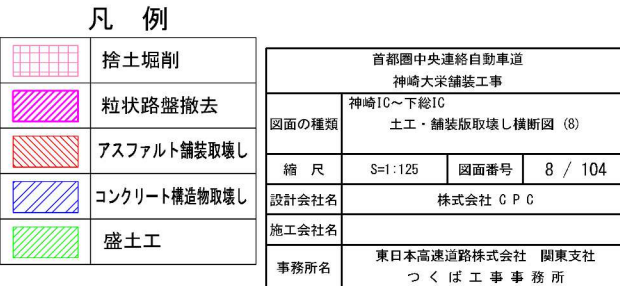 凡 例
捨土掘削
粒状路盤撤去
アスファルト舗装取壊し
コンクリート構造物取壊し
盛土工
首都圏中央連絡自動車道
神崎大栄舗装工事
図面の種類
神崎IC~下総IC
土工・舗装版取壊し横断図 (8)
縮 尺 S=1:125 図面番号 8 / 104
設計会社名 株式会社 CPC
施工会社名
事務所名
東日本高速道路株式会社 関東支社
つくば工事事務所